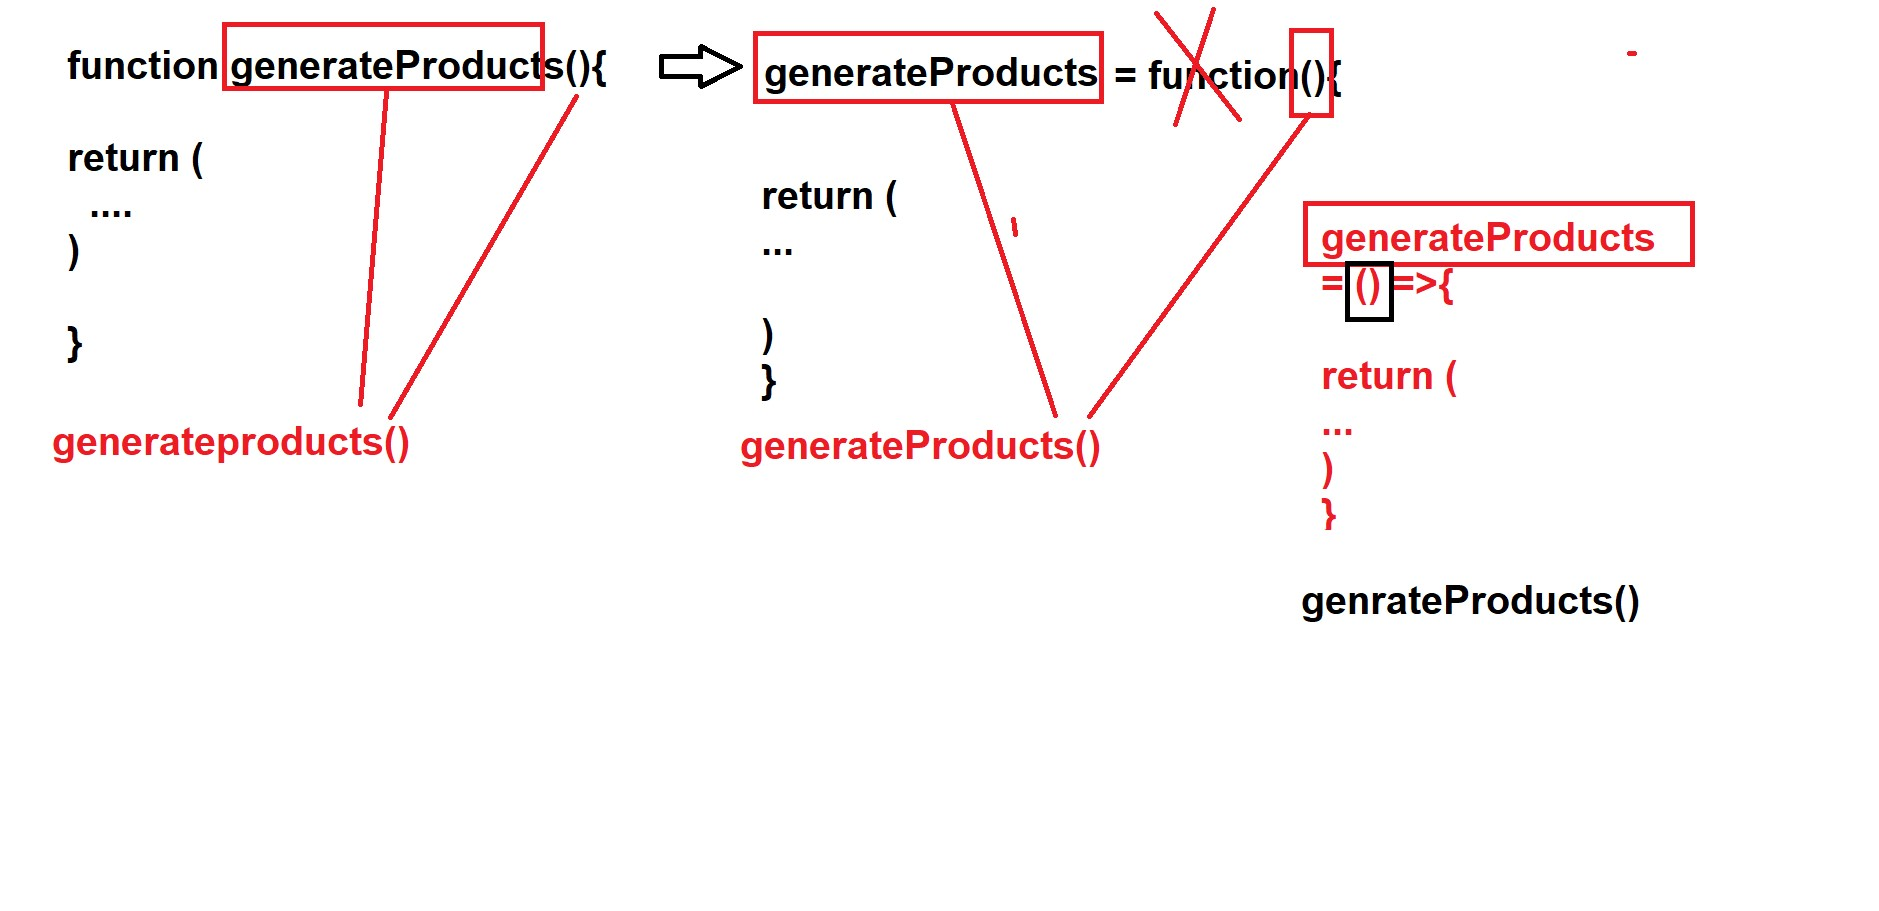 function generateProducts(){
return (
....
)
}
generateproducts()
generateProducts = function(){
return (
...
)
}
generateProducts()
generateProducts
= () =>{
return (
...
)
}
genrateProducts()